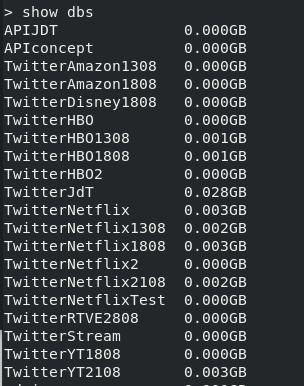 > show dbs
APIJDT 0.000GB
APIconcept 0.000GB
TwitterAmazon1308 0.000GB
TwitterAmazon1808 0.000GB
TwitterDisney1808 0.000GB
TwitterHBO 0.000GB
TwitterHBO1308 0.001GB
TwitterHBO1808 0.001GB
TwitterHBO2 0.000GB
TwitterJdT 0.028GB
TwitterNetflix 0.003GB
TwitterNetflix1308 0.002GB
TwitterNetflix1808 0.003GB
TwitterNetflix2 0.000GB
TwitterNetflix2108 0.002GB
TwitterNetflixTest 0.000GB
TwitterRTVE2808 0.000GB
TwitterStream 0.000GB
TwitterYT1808 0.000GB
TwitterYT2108 0.003GB